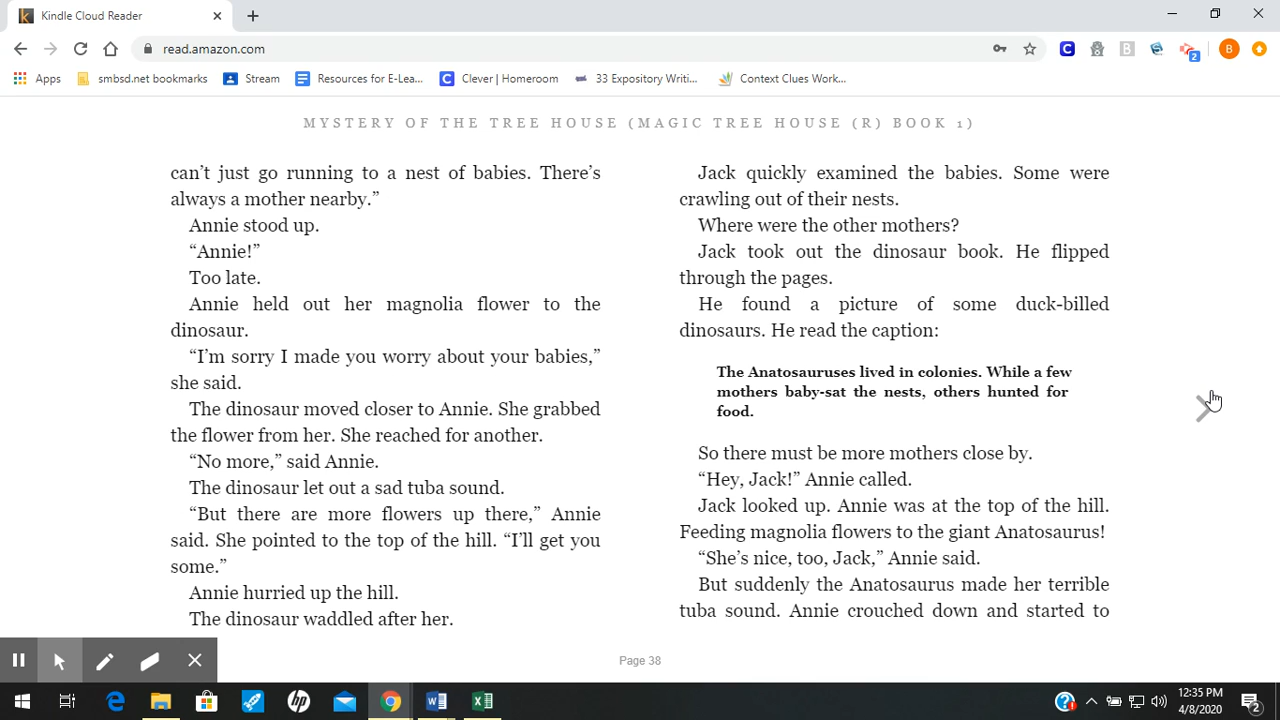 Kindle Cloud Reader
read.amazon.com
B
2
B
Apps
smbsd.net bookmarks
Stream
Resources for E-Lea...
Clever | Homeroom
33 Expository Writi...
Context Clues Work...
MYSTERY OF THE TREE HOUSE (MAGIC TREE HOUSE (R) BOOK 1)
can’t just go running to a nest of babies. There’s
always a mother nearby.”
Annie stood up.
“Annie!”
Too late.
Annie held out her magnolia flower to the
dinosaur.
“I’m sorry I made you worry about your babies,”
she said.
The dinosaur moved closer to Annie. She grabbed
the flower from her. She reached for another.
“No more,” said Annie.
The dinosaur let out a sad tuba sound.
“But there are more flowers up there,” Annie
said. She pointed to the top of the hill. “I’ll get you
some.”
Annie hurried up the hill.
The dinosaur waddled after her.
Jack quickly examined the babies. Some were
crawling out of their nests.
Where were the other mothers?
Jack took out the dinosaur book. He flipped
through the pages.
He found a picture of some duck-billed
dinosaurs. He read the caption:
The Anatosauruses lived in colonies. While a few
mothers baby-sat the nests, others hunted for
food.
So there must be more mothers close by.
“Hey, Jack!” Annie called.
Jack looked up. Annie was at the top of the hill.
Feeding magnolia flowers to the giant Anatosaurus!
“She’s nice, too, Jack,” Annie said.
But suddenly the Anatosaurus made her terrible
tuba sound. Annie crouched down and started to
Page 38
12:35 PM
4/8/2020
2